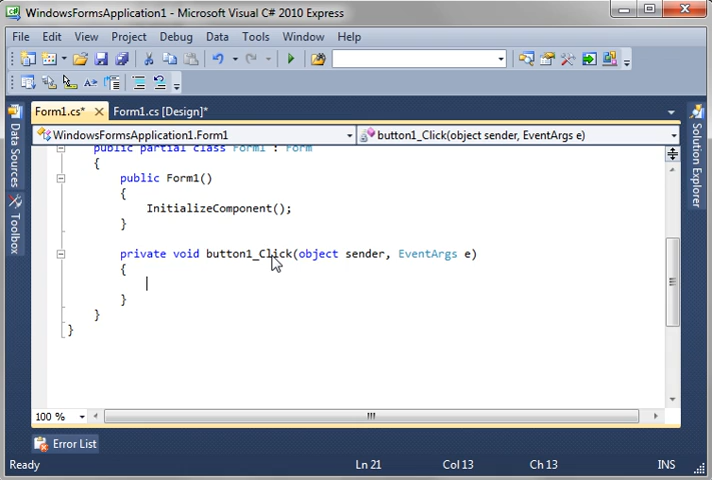 WindowsFormsApplication1 - Microsoft Visual C# 2010 Express
File Edit View Project Debug Data Tools Window Help
Form1.cs* Form1.cs [Design]*
WindowsFormsApplication1.Form1 button1_Click(object sender, EventArgs e)
Data Sources
Toolbox
Solution Explorer
public partial class Form1 : Form
{
public Form1()
{
InitializeComponent();
}
private void button1_Click(object sender, EventArgs e)
{
}
}
}
100 %
Error List
Ready Ln 21 Col 13 Ch 13 INS